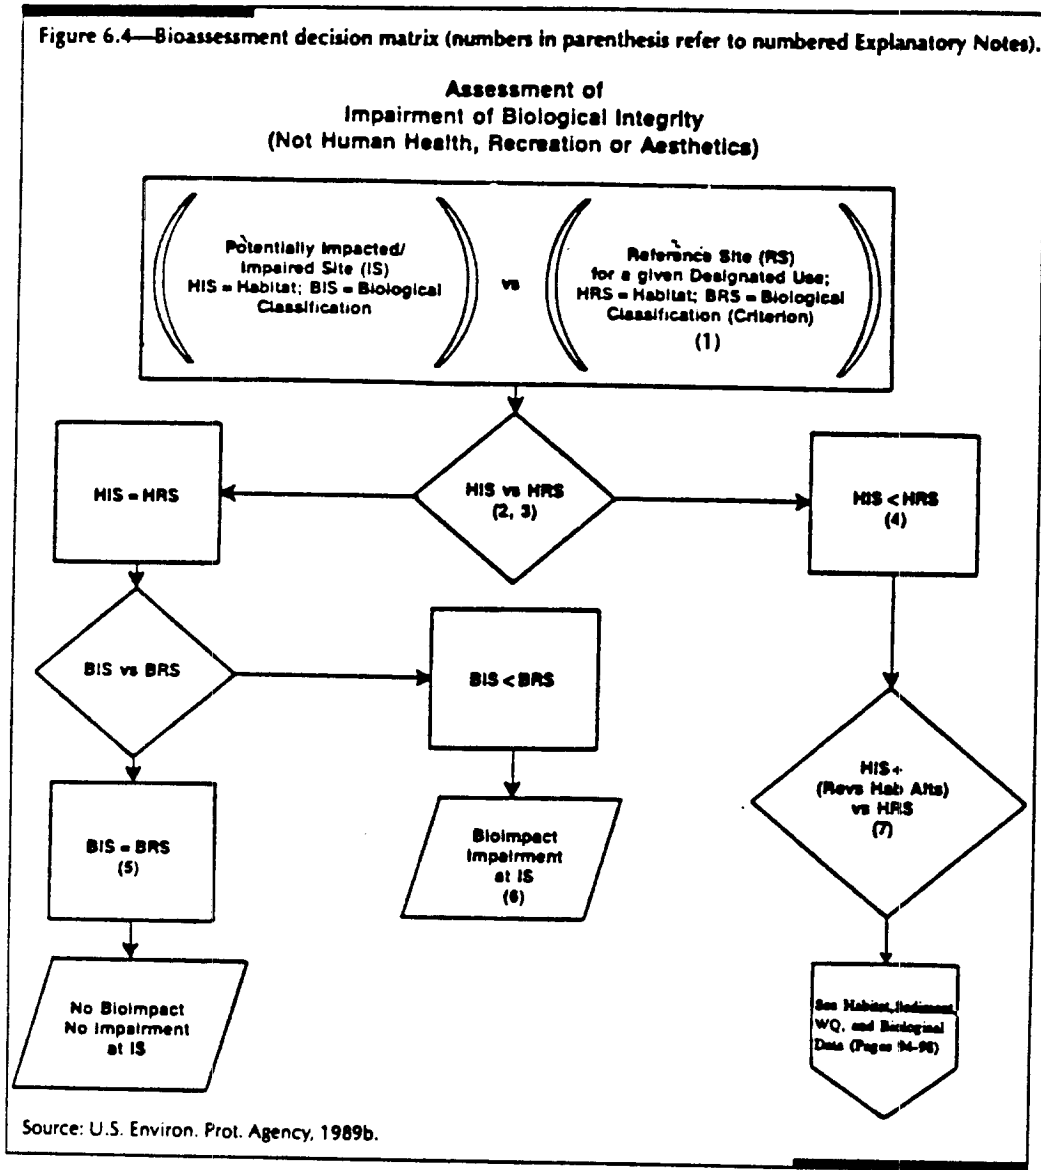 Figure 6.4—Bioassessment decision matrix (numbers in parenthesis refer to numbered Explanatory Notes).
Assessment of
Impairment of Biological Integrity
(Not Human Health, Recreation or Aesthetics)
Potentially Impacted/
Impaired Site (IS)
HIS = Habitat; BIS = Biological
Classification
vs
Reference Site (RS)
for a given Designated Use;
HRS = Habitat; BRS = Biological
Classification (Criterion)
(1)
HIS = HRS
HIS vs HRS
(2, 3)
HIS < HRS
(4)
BIS vs BRS
BIS < BRS
HIS +
(Revs Hab Alts)
vs HRS
(7)
BIS = BRS
(5)
BioImpact
Impairment
at IS
(6)
No BioImpact
No Impairment
at IS
See Habitat, Sediment,
WQ, and Biological
Data (Pages 94-98)
Source: U.S. Environ. Prot. Agency, 1989b.